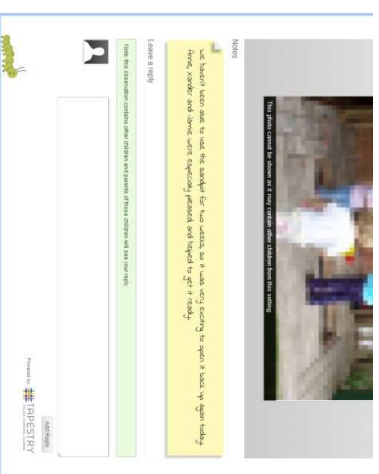 This photo cannot be shown as it may contain other children from this setting
Notes
We haven't been able to use the sandpit for two weeks, so it was very exciting to open it back up again today.
Annie, Xander and Jamie were especially pleased, and helped to get it ready.
Leave a reply
Note: this observation contains other children and parents of those children will see your reply
Add Reply
Powered by TAPESTRY